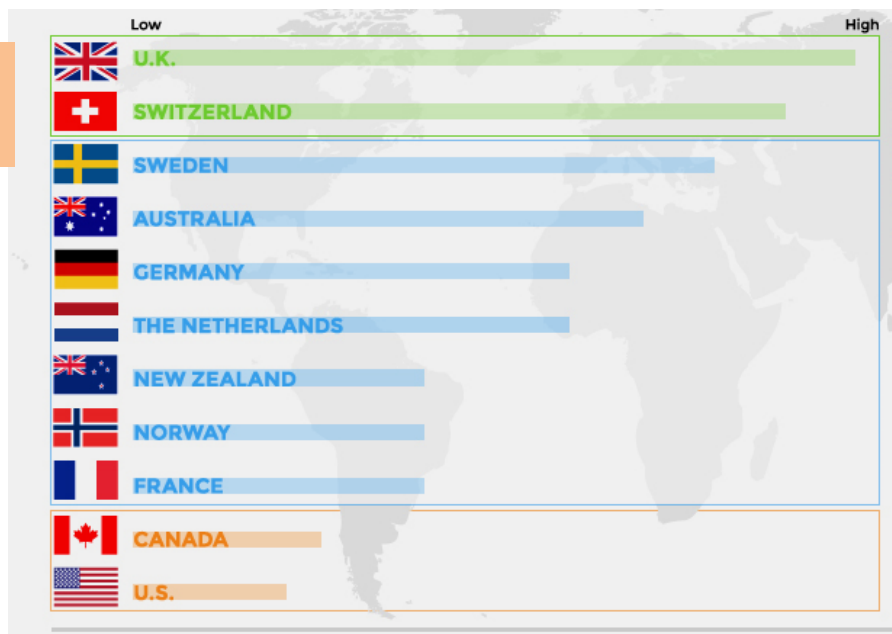 Low High
U.K.
SWITZERLAND
SWEDEN
AUSTRALIA
GERMANY
THE NETHERLANDS
NEW ZEALAND
NORWAY
FRANCE
CANADA
U.S.